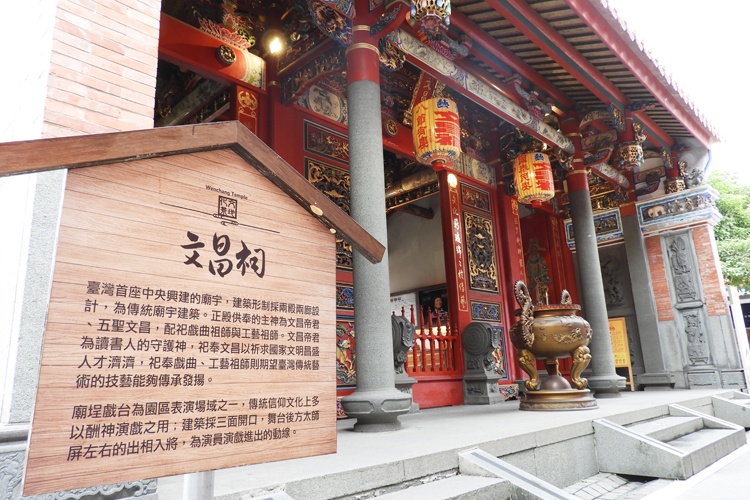 Wenchang Temple
文昌祠
臺灣首座中央興建的廟宇，建築形制採兩殿兩廊設
計，為傳統廟宇建築。正殿供奉的主神為文昌帝君
、五聖文昌，配祀戲曲祖師與工藝祖師。文昌帝君
為讀書人的守護神，祀奉文昌以祈求國家文明昌盛
人才濟濟，祀奉戲曲、工藝祖師則期望臺灣傳統藝
術的技藝能夠傳承發揚。
廟埕戲台為園區表演場域之一，傳統信仰文化上多
以酬神演戲之用；建築採三面開口，舞台後方太師
屏左右的出相入將，為演員演戲進出的動線。